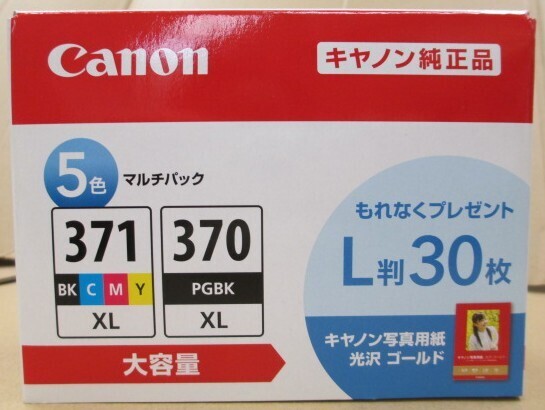 Canon
キヤノン純正品
5色 マルチパック
371
BK C M Y
XL
370
PGBK
XL
大容量
もれなくプレゼント
L判30枚
キヤノン写真用紙
光沢 ゴールド